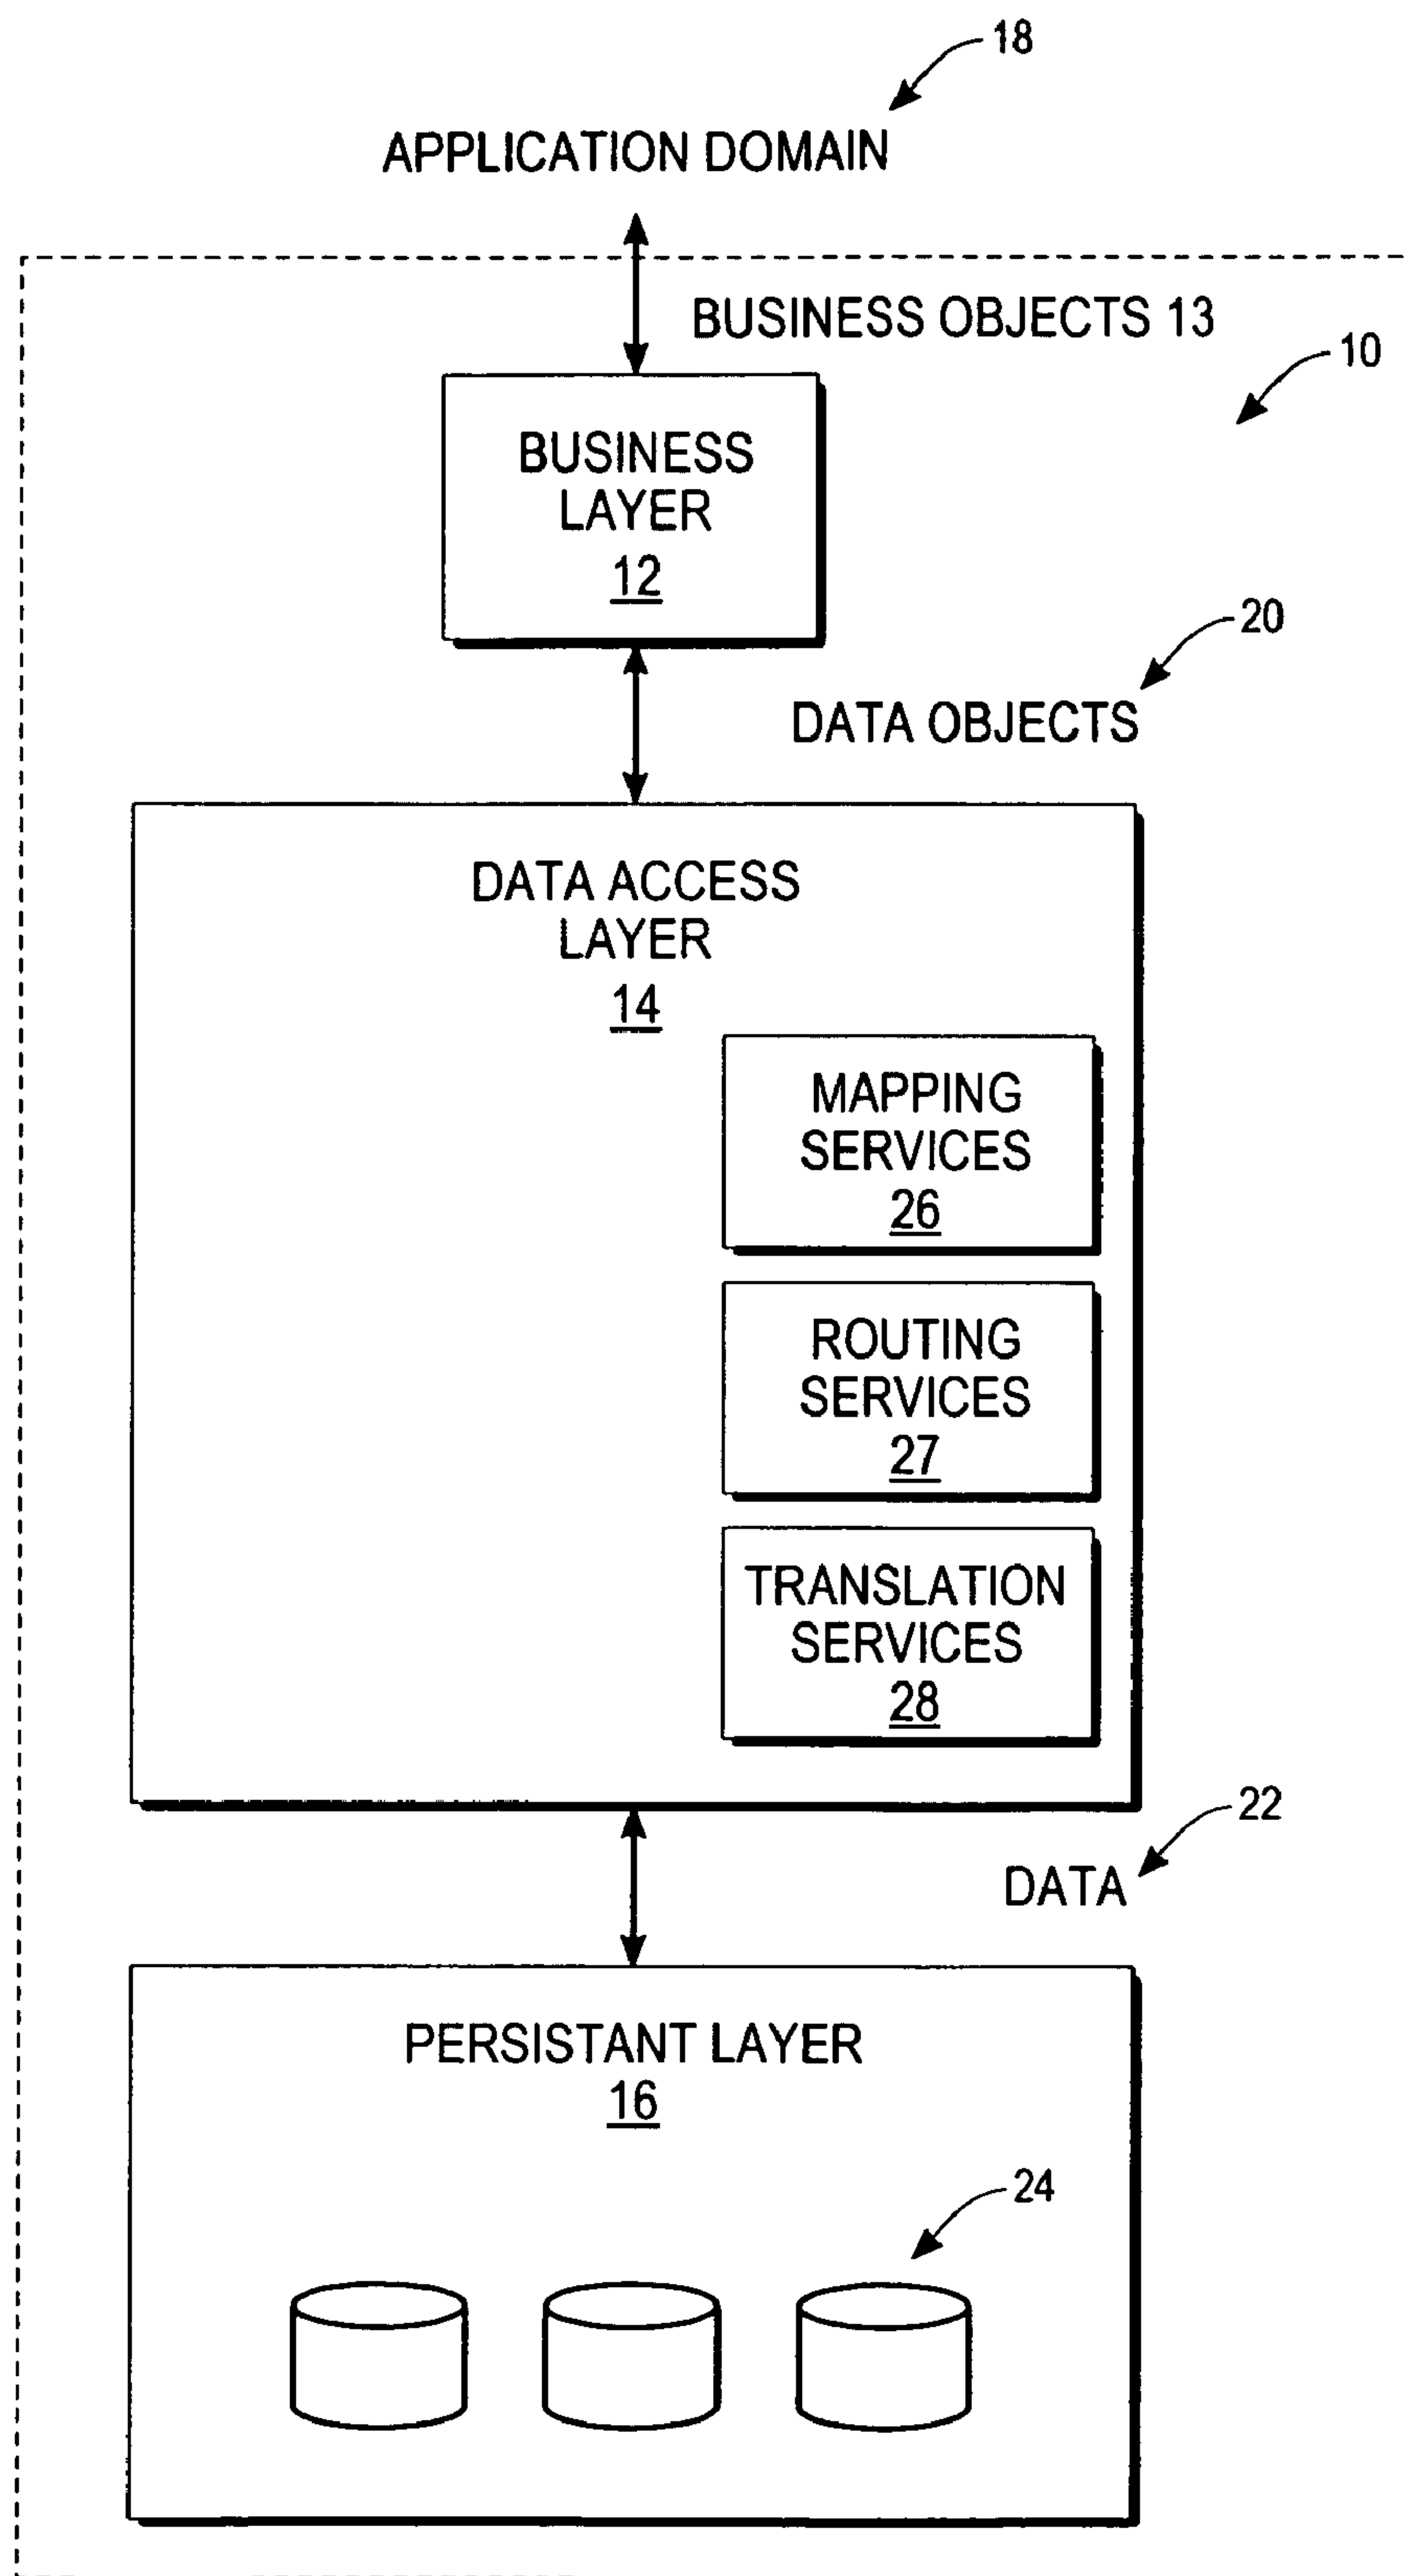 18
APPLICATION DOMAIN
BUSINESS OBJECTS 13
10
BUSINESS
LAYER
12
20
DATA OBJECTS
DATA ACCESS
LAYER
14
MAPPING
SERVICES
26
ROUTING
SERVICES
27
TRANSLATION
SERVICES
28
22
DATA
PERSISTANT LAYER
16
24